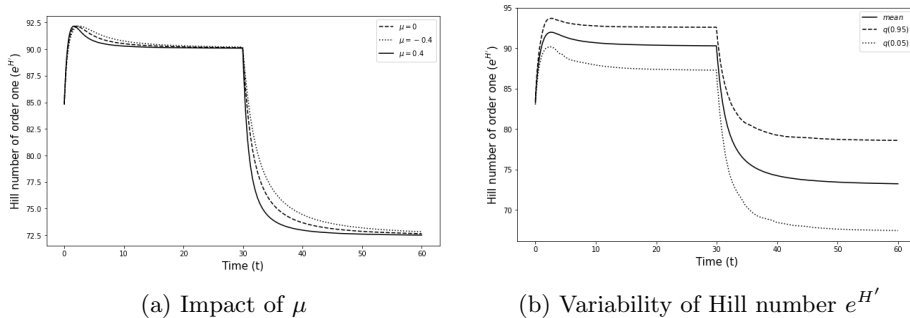 92.5
90.0
87.5
85.0
82.5
80.0
77.5
75.0
72.5
Hill number of order one (e^{H'})
μ = 0
μ = −0.4
μ = 0.4
0 10 20 30 40 50 60
Time (t)
(a) Impact of μ
95
90
85
80
75
70
Hill number of order one (e^{H'})
mean
q(0.95)
q(0.05)
0 10 20 30 40 50 60
Time (t)
(b) Variability of Hill number e^{H'}